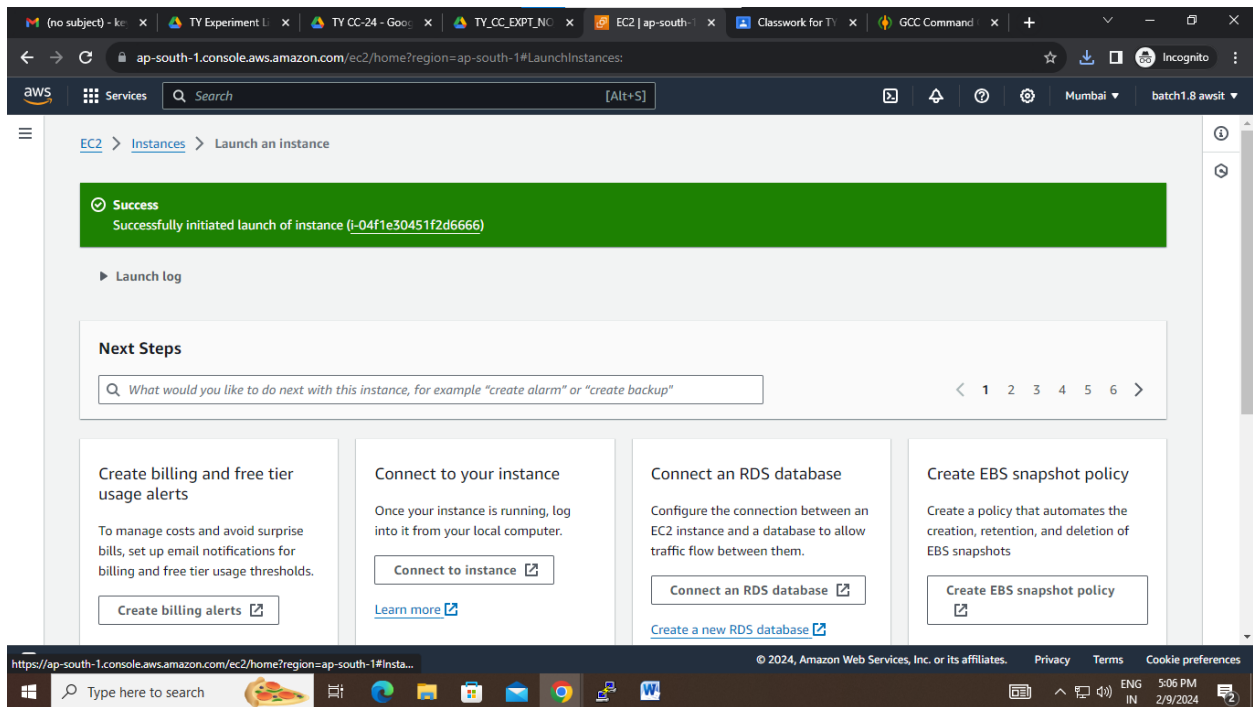 (no subject) - ke
TY Experiment Li
TY CC-24 - Goog
TY_CC_EXPT_NO
EC2 | ap-south-1
Classwork for TY
GCC Command
ap-south-1.console.aws.amazon.com/ec2/home?region=ap-south-1#LaunchInstances:
Incognito
aws
Services
Search
[Alt+S]
Mumbai
batch1.8 awsit
EC2 > Instances > Launch an instance
Success
Successfully initiated launch of instance (i-04f1e30451f2d6666)
Launch log
Next Steps
What would you like to do next with this instance, for example “create alarm” or “create backup”
1 2 3 4 5 6
Create billing and free tier
usage alerts
To manage costs and avoid surprise
bills, set up email notifications for
billing and free tier usage thresholds.
Create billing alerts
Connect to your instance
Once your instance is running, log
into it from your local computer.
Connect to instance
Learn more
Connect an RDS database
Configure the connection between an
EC2 instance and a database to allow
traffic flow between them.
Connect an RDS database
Create a new RDS database
Create EBS snapshot policy
Create a policy that automates the
creation, retention, and deletion of
EBS snapshots
Create EBS snapshot policy
https://ap-south-1.console.aws.amazon.com/ec2/home?region=ap-south-1#Insta...
© 2024, Amazon Web Services, Inc. or its affiliates.
Privacy
Terms
Cookie preferences
Type here to search
ENG
IN
5:06 PM
2/9/2024
2